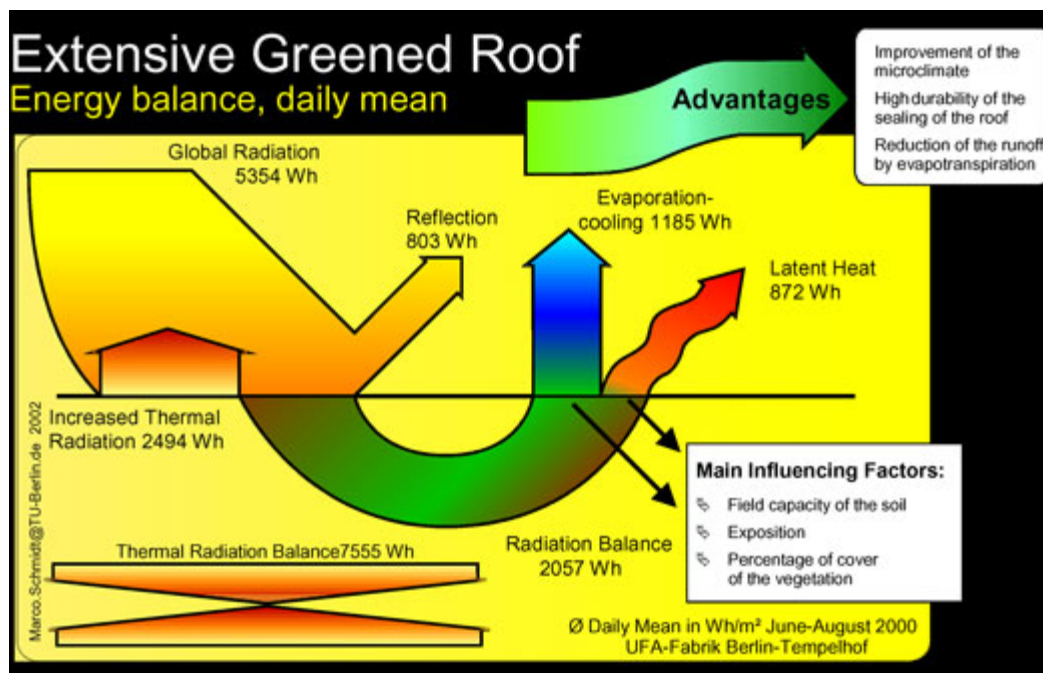 Extensive Greened Roof
Energy balance, daily mean
Advantages
Improvement of the
microclimate
High durability of the
sealing of the roof
Reduction of the runoff
by evapotranspiration
Global Radiation
5354 Wh
Reflection
803 Wh
Evaporation-
cooling 1185 Wh
Latent Heat
872 Wh
Increased Thermal
Radiation 2494 Wh
Main Influencing Factors:
Field capacity of the soil
Exposition
Percentage of cover
of the vegetation
Radiation Balance
2057 Wh
Thermal Radiation Balance7555 Wh
Ø Daily Mean in Wh/m² June-August 2000
UFA-Fabrik Berlin-Tempelhof
Marco.Schmidt@TU-Berlin.de 2002